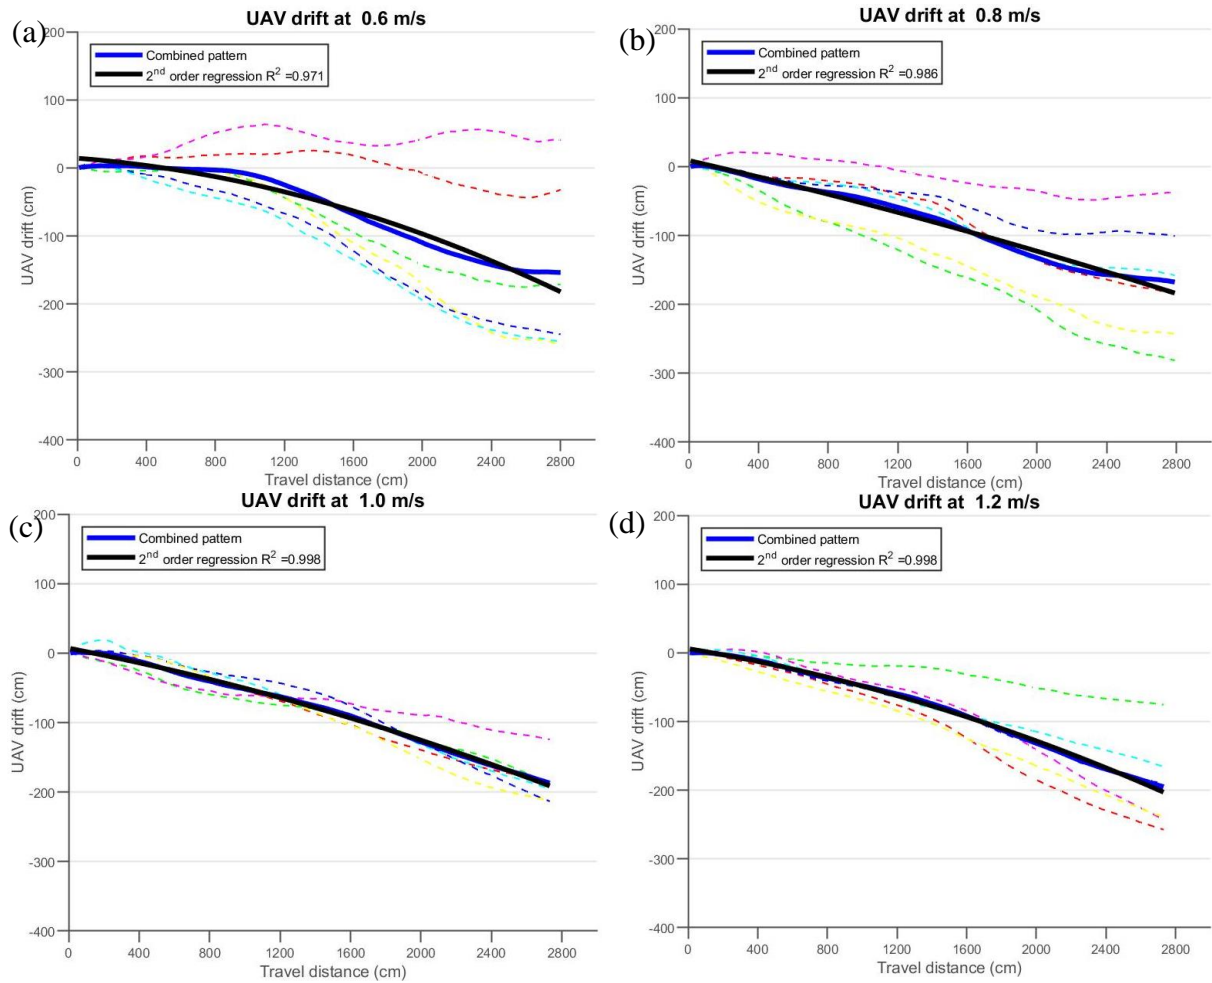 (a)
UAV drift at 0.6 m/s
Combined pattern
2nd order regression R2 =0.971
200
100
0
-100
-200
-300
-400
UAV drift (cm)
0 400 800 1200 1600 2000 2400 2800
Travel distance (cm)
(b)
UAV drift at 0.8 m/s
Combined pattern
2nd order regression R2 =0.986
200
100
0
-100
-200
-300
-400
UAV drift (cm)
0 400 800 1200 1600 2000 2400 2800
Travel distance (cm)
(c)
UAV drift at 1.0 m/s
Combined pattern
2nd order regression R2 =0.998
200
100
0
-100
-200
-300
-400
UAV drift (cm)
0 400 800 1200 1600 2000 2400 2800
Travel distance (cm)
(d)
UAV drift at 1.2 m/s
Combined pattern
2nd order regression R2 =0.998
200
100
0
-100
-200
-300
-400
UAV drift (cm)
0 400 800 1200 1600 2000 2400 2800
Travel distance (cm)